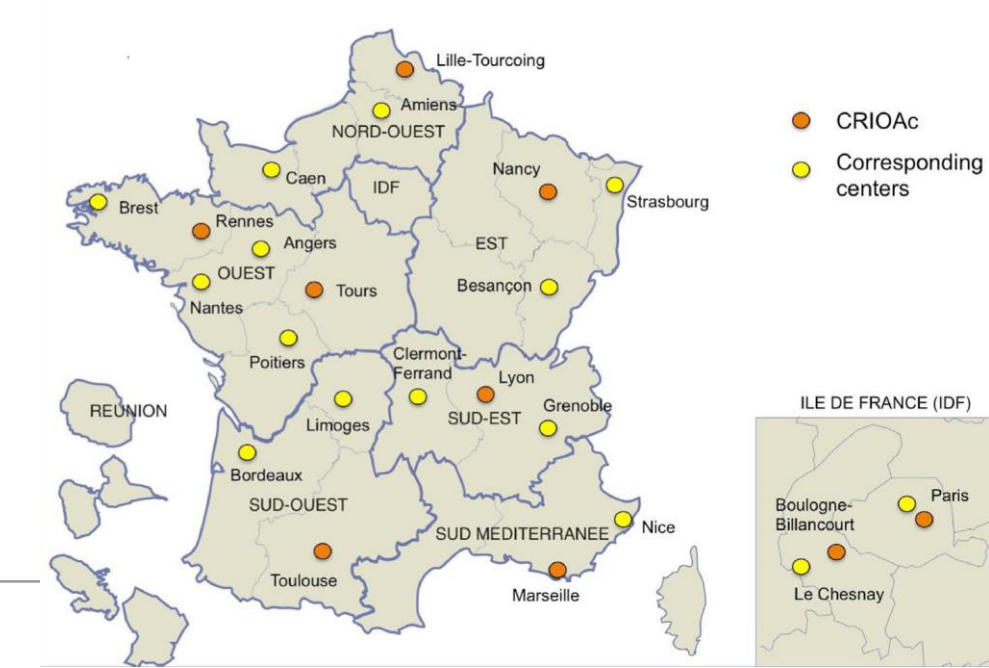 Lille-Tourcoing
Amiens
NORD-OUEST
Caen
IDF
Nancy
Strasbourg
Brest
Rennes
Angers
EST
OUEST
Nantes
Tours
Besançon
Poitiers
Clermont-
Ferrand
Lyon
Limoges
SUD-EST
Grenoble
REUNION
Bordeaux
SUD-OUEST
SUD MEDITERRANEE
Nice
Toulouse
Marseille
CRIOAc
Corresponding
centers
ILE DE FRANCE (IDF)
Boulogne-
Billancourt
Paris
Le Chesnay